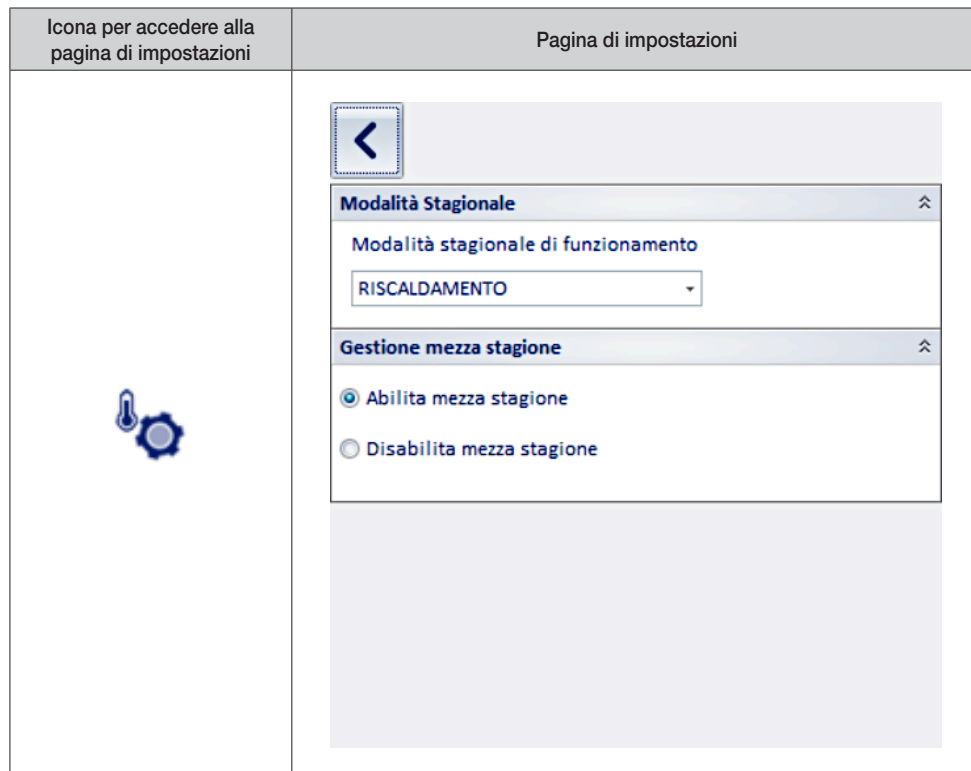 Icona per accedere alla
pagina di impostazioni
Pagina di impostazioni
Modalità Stagionale
Modalità stagionale di funzionamento
RISCALDAMENTO
Gestione mezza stagione
Abilita mezza stagione
Disabilita mezza stagione